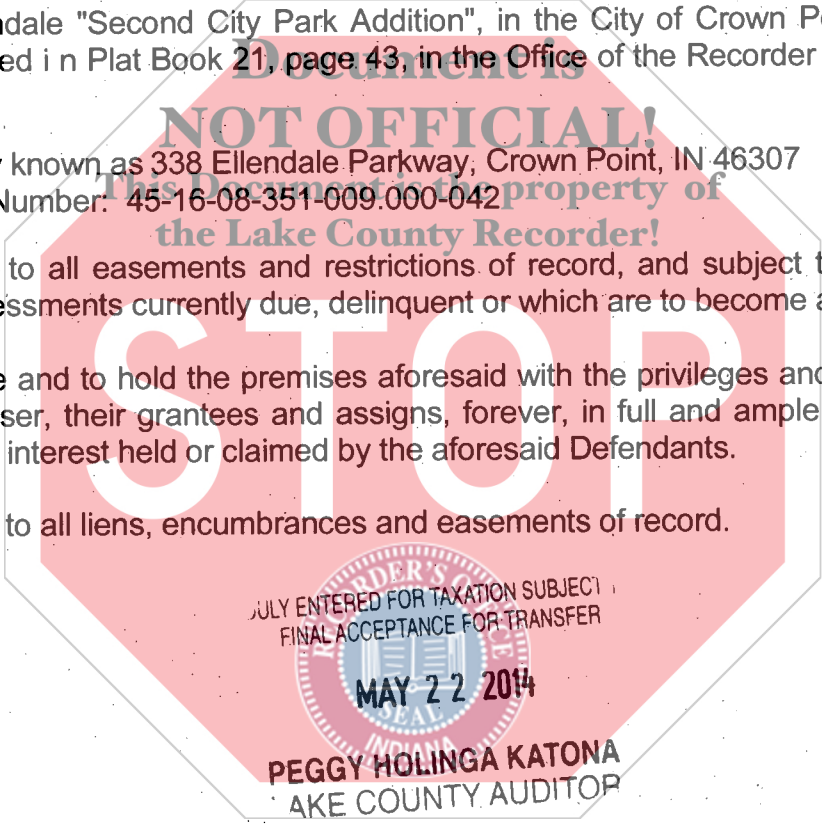 ndale "Second City Park Addition", in the City of Crown P
ed i n Plat Book 21, page 43, in the Office of the Recorder
Document is
NOT OFFICIAL!
known as 338 Ellendale Parkway, Crown Point, IN 46307
This Document is the property of
Number: 45-16-08-351-009.000-042
the Lake County Recorder!
to all easements and restrictions of record, and subject t
essments currently due, delinquent or which are to become a
STOP
e and to hold the premises aforesaid with the privileges and
ser, their grantees and assigns, forever, in full and ample
interest held or claimed by the aforesaid Defendants.
to all liens, encumbrances and easements of record.
RECORDER'S OFFICE
ULY ENTERED FOR TAXATION SUBJECT
FINAL ACCEPTANCE FOR TRANSFER
MAY 22 2014
SEAL
INDIANA
PEGGY HOLINGA KATONA
AKE COUNTY AUDITOR